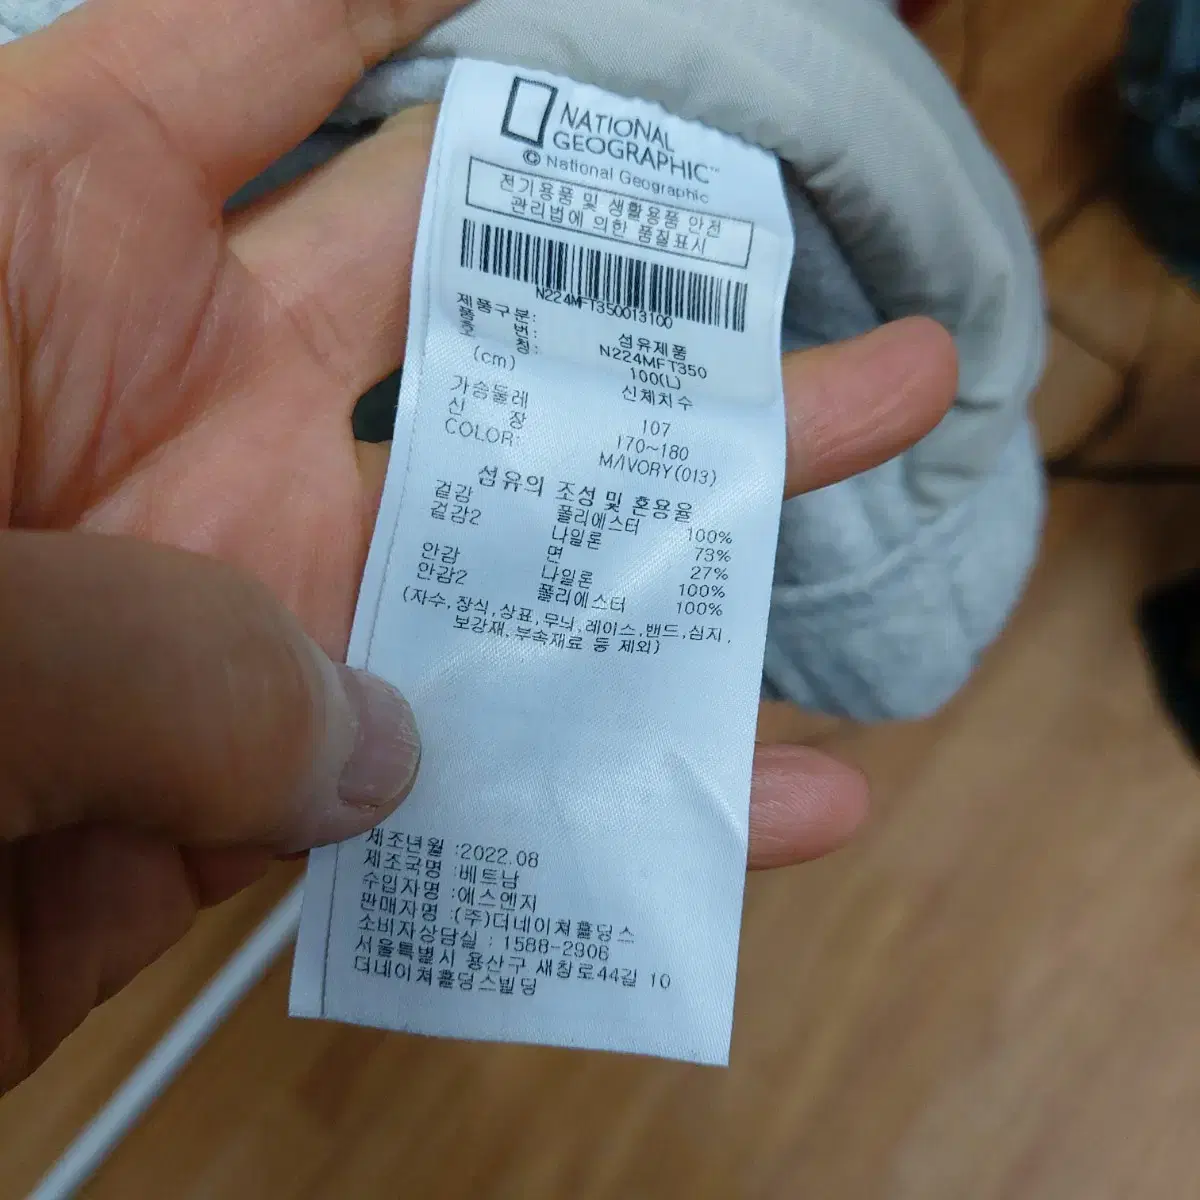 NATIONAL
GEOGRAPHIC™
© National Geographic
전기용품 및 생활용품 안전
관리법에 의한 품질표시
N224MFT350013100
제품구분: 섬유제품
품 번: N224MFT350
호 칭: 100(L)
(cm) 신체치수
가슴둘레 107
신 장 170~180
COLOR: M/IVORY(013)
섬유의 조성 및 혼용율
겉감 폴리에스터 100%
겉감2 나일론 73%
면 27%
안감 나일론 100%
안감2 폴리에스터 100%
(자수,장식,상표,무늬,레이스,밴드,심지,
보강재,부속재료 등 제외)
제조년월 :2022.08
제조국명 :베트남
수입자명 :에스엔지
판매자명 :(주)더네이쳐홀딩스
소비자상담실 : 1588-2906
서울특별시 용산구 새창로44길 10
더네이쳐홀딩스빌딩